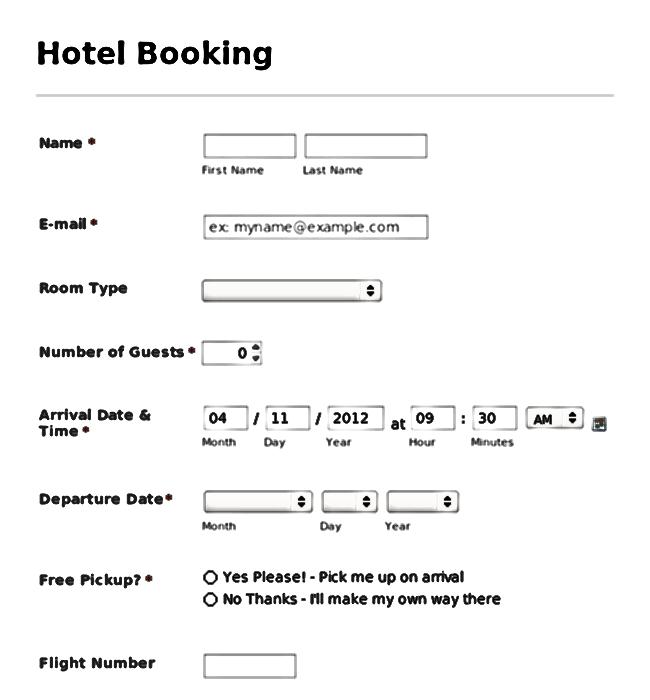 Hotel Booking
Name *
First Name Last Name
E-mail * ex: myname@example.com
Room Type
Number of Guests * 0
Arrival Date & Time * 04 / 11 / 2012 at 09 : 30 AM
Month Day Year Hour Minutes
Departure Date*
Month Day Year
Free Pickup? * Yes Please! - Pick me up on arrival
No Thanks - I'll make my own way there
Flight Number